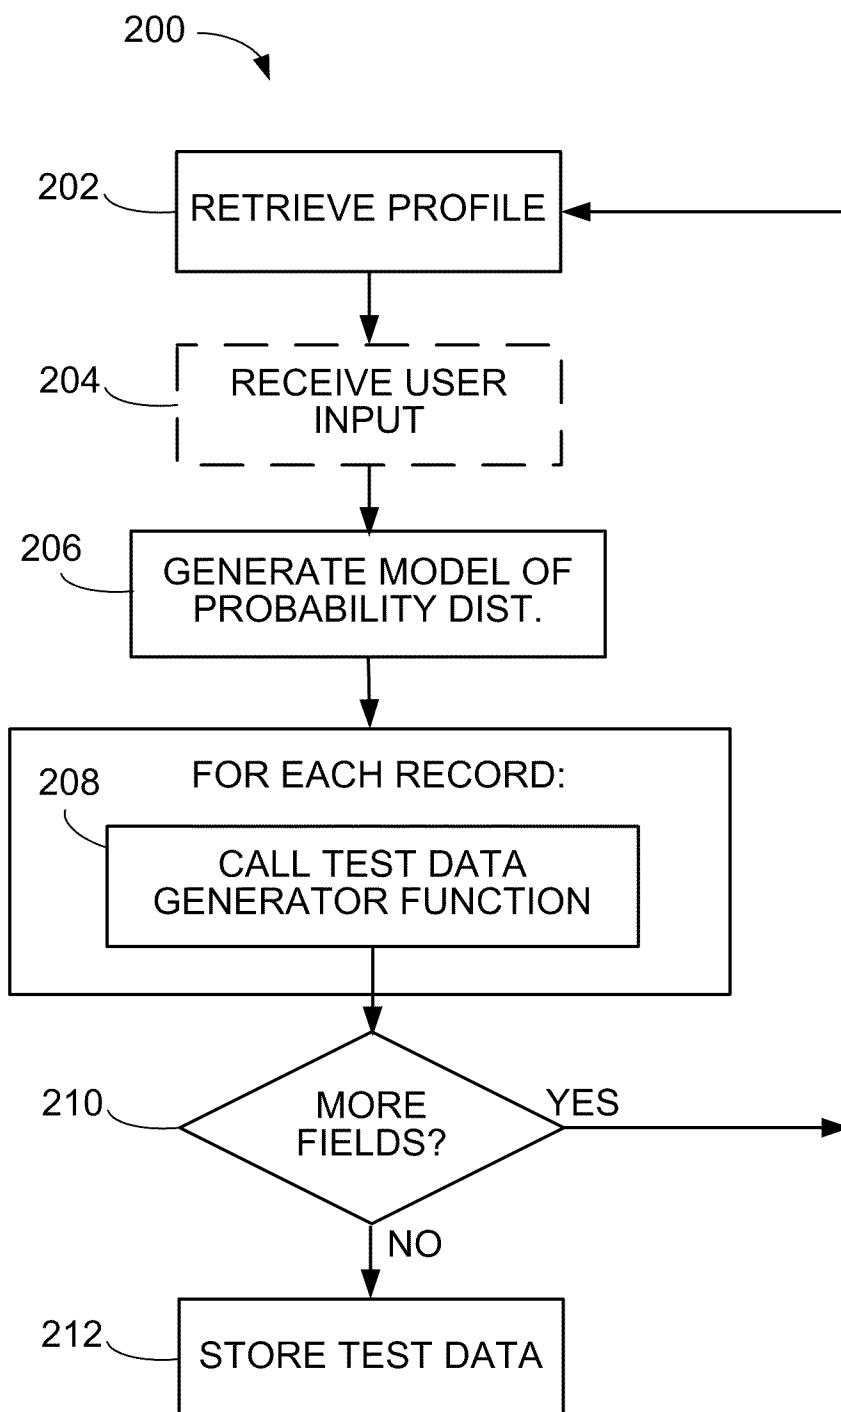 200
202
RETRIEVE PROFILE
204
RECEIVE USER
INPUT
206
GENERATE MODEL OF
PROBABILITY DIST.
FOR EACH RECORD:
208
CALL TEST DATA
GENERATOR FUNCTION
210
MORE
FIELDS?
YES
NO
212
STORE TEST DATA